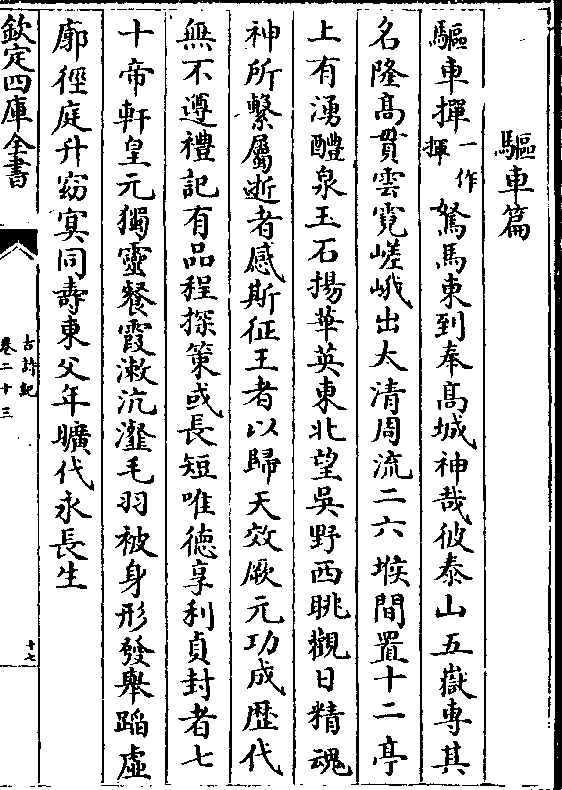 驅車篇
驅車撣一作揮駑馬東到奉髙城神哉彼泰山五嶽専其
名隆髙貫雲霓嵯峨出太清周流二六堠間置十二亭
上有湧醴泉玉石揚華英東北望吳野西眺觀日精魂
神所繫屬逝者感斯征王者以歸天效厥元功成歴代
無不遵禮記有品程探策或長短唯德享利貞封者七
十帝軒皇元獨靈餐霞漱沆瀣毛羽被身形發舉蹈虛
廓徑庭升窈㝠同壽東父年曠代永長生
欽定四庫全書
古詩紀
卷二十三
十七